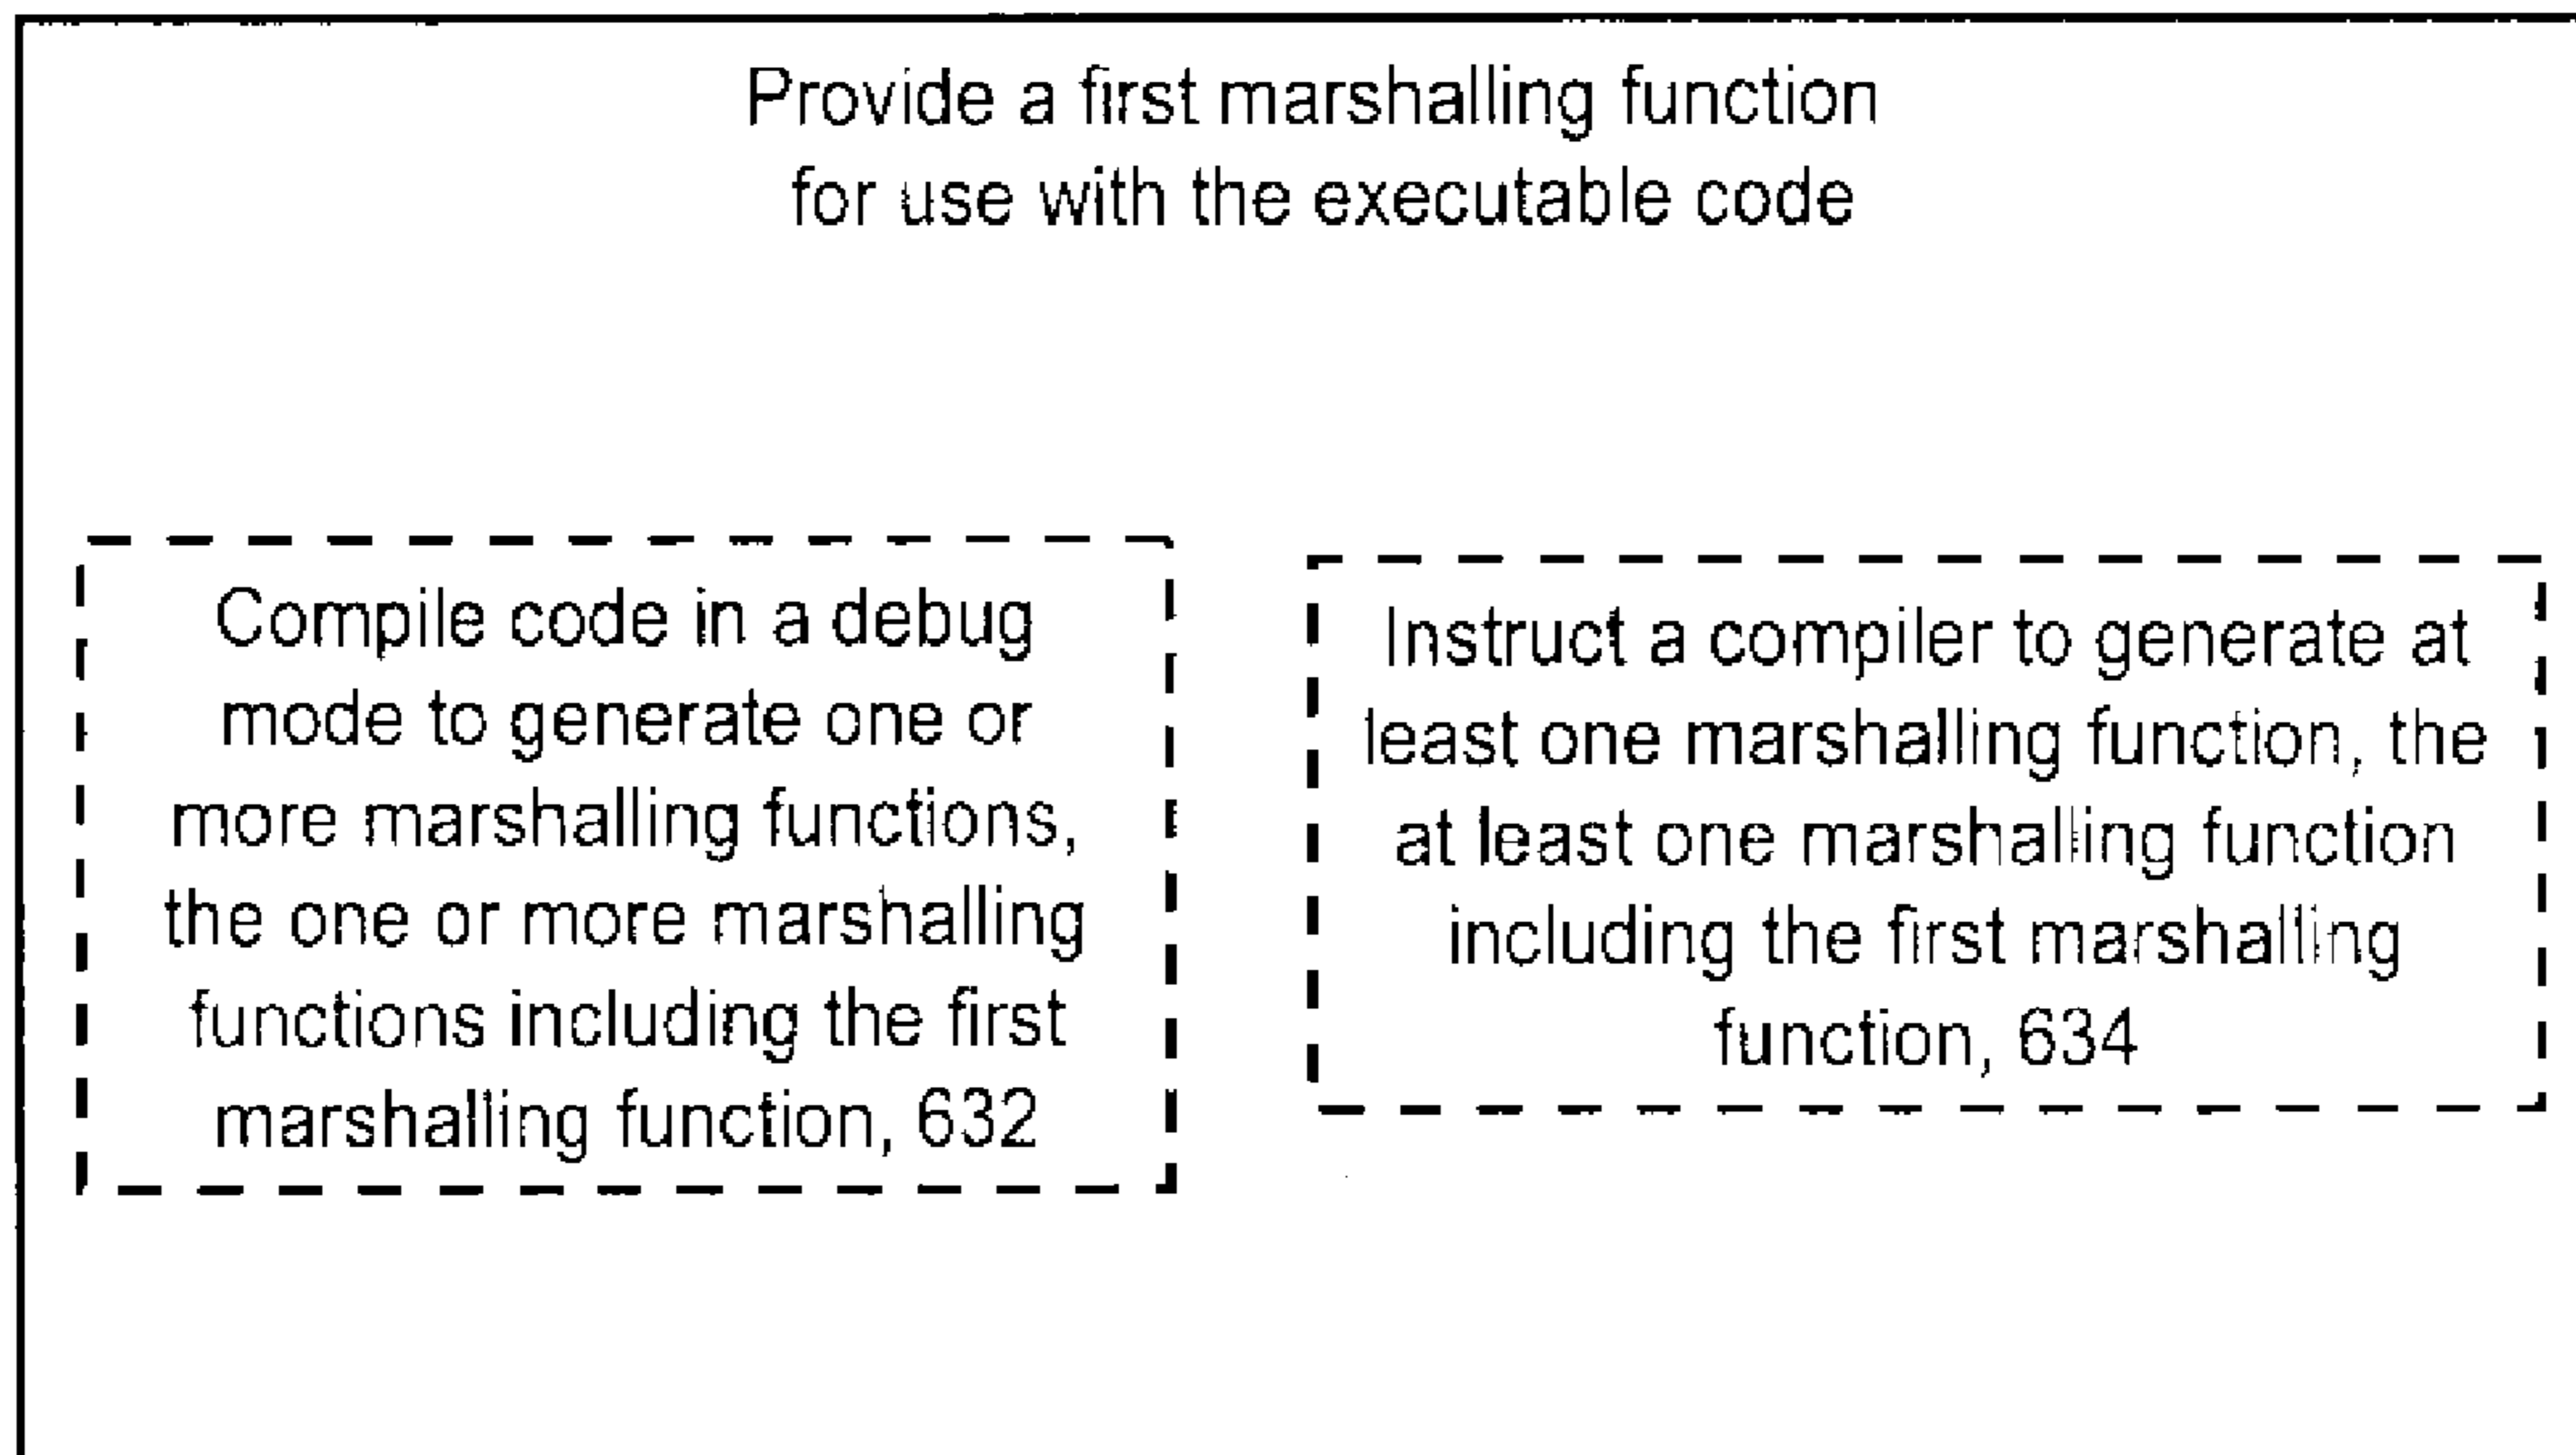 Provide a first marshalling function
for use with the executable code
Compile code in a debug
mode to generate one or
more marshalling functions,
the one or more marshalling
functions including the first
marshalling function, 632
Instruct a compiler to generate at
least one marshalling function, the
at least one marshalling function
including the first marshalling
function, 634